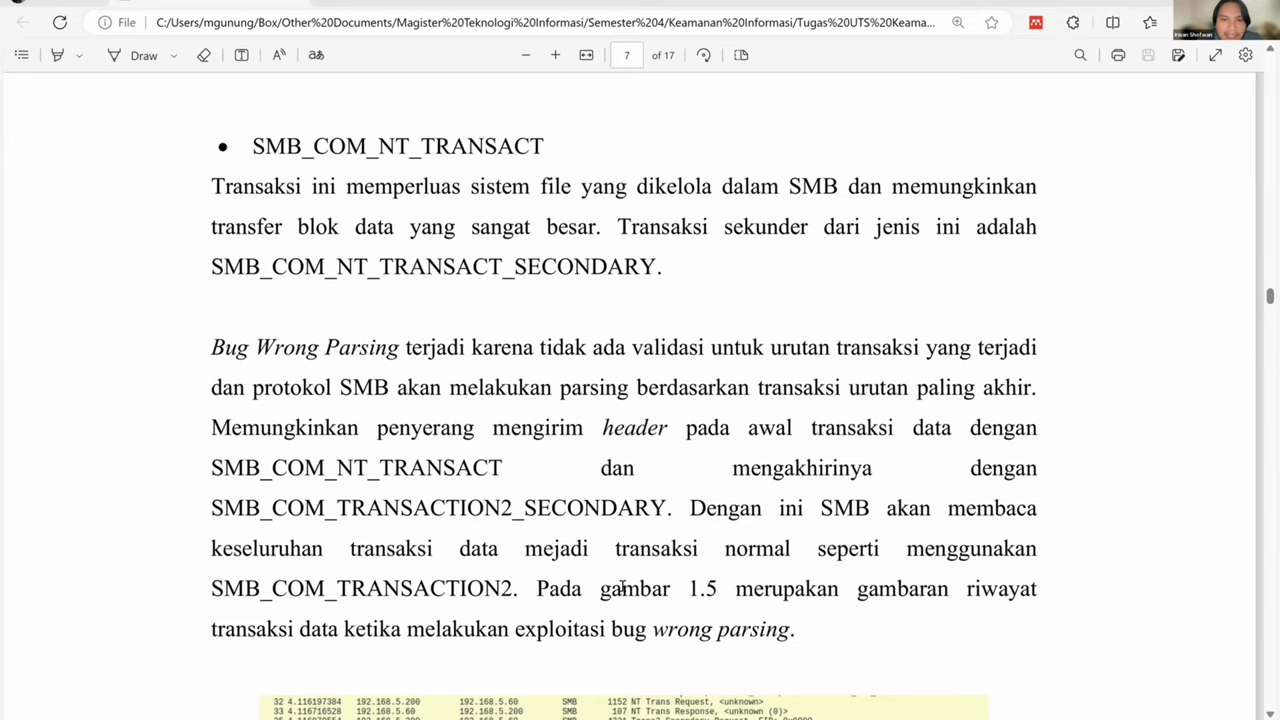 File
C:/Users/mgunung/Box/Other%20Documents/Magister%20Teknologi%20Informasi/Semester%204/Keamanan%20Informasi/Tugas%20UTS%20Keama...
Irwan Shofwan
Draw
7 of 17
• SMB_COM_NT_TRANSACT
Transaksi ini memperluas sistem file yang dikelola dalam SMB dan memungkinkan
transfer blok data yang sangat besar. Transaksi sekunder dari jenis ini adalah
SMB_COM_NT_TRANSACT_SECONDARY.
Bug Wrong Parsing terjadi karena tidak ada validasi untuk urutan transaksi yang terjadi
dan protokol SMB akan melakukan parsing berdasarkan transaksi urutan paling akhir.
Memungkinkan penyerang mengirim header pada awal transaksi data dengan
SMB_COM_NT_TRANSACT dan mengakhirinya dengan
SMB_COM_TRANSACTION2_SECONDARY. Dengan ini SMB akan membaca
keseluruhan transaksi data mejadi transaksi normal seperti menggunakan
SMB_COM_TRANSACTION2. Pada gambar 1.5 merupakan gambaran riwayat
transaksi data ketika melakukan exploitasi bug wrong parsing.
32 4.116197384 192.168.5.200 192.168.5.60 SMB 1152 NT Trans Request, <unknown>
33 4.116716528 192.168.5.60 192.168.5.200 SMB 107 NT Trans Response, <unknown (0)>